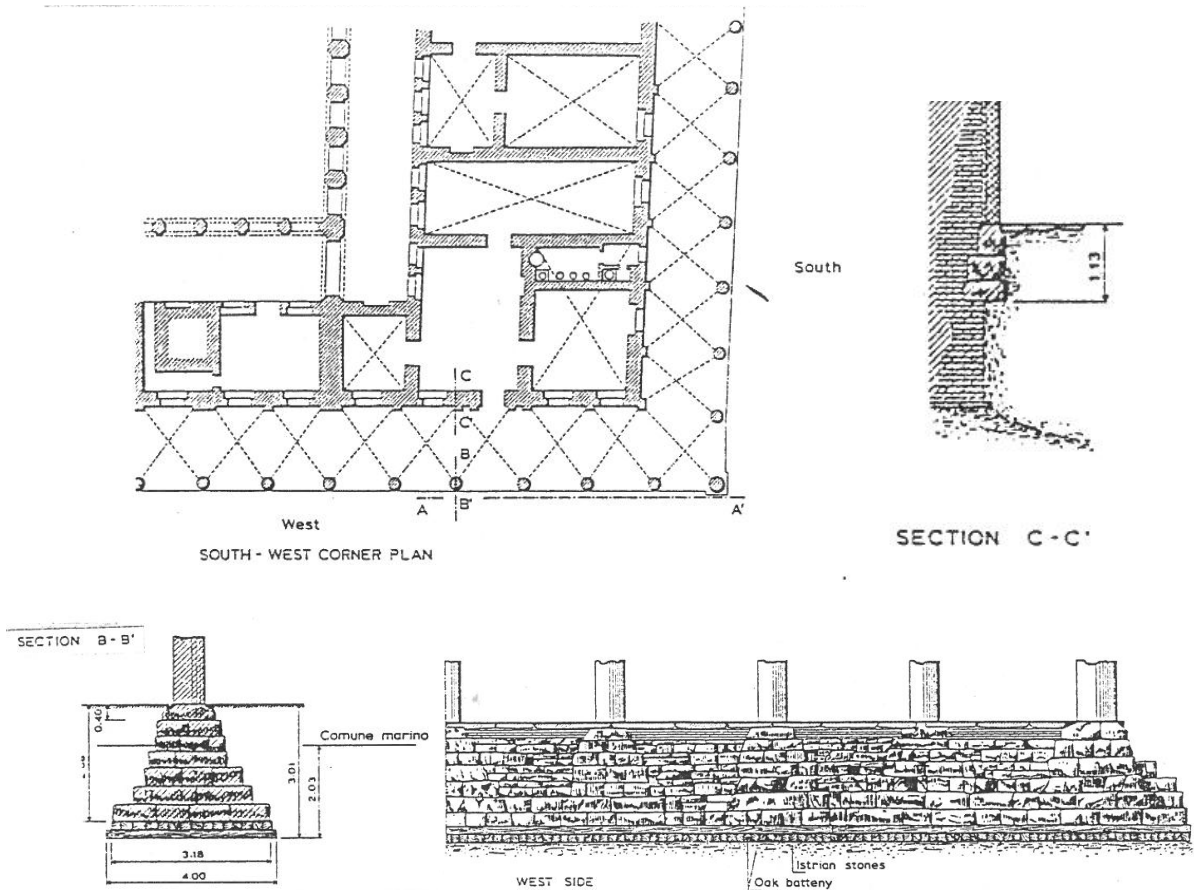 South
C
C'
B
A
B'
A'
West
SOUTH - WEST CORNER PLAN
1.13
SECTION C-C'
SECTION B-B'
0.40
Comune marino
3.01
2.03
3.18
4.00
Istrian stones
Oak batteny
WEST SIDE